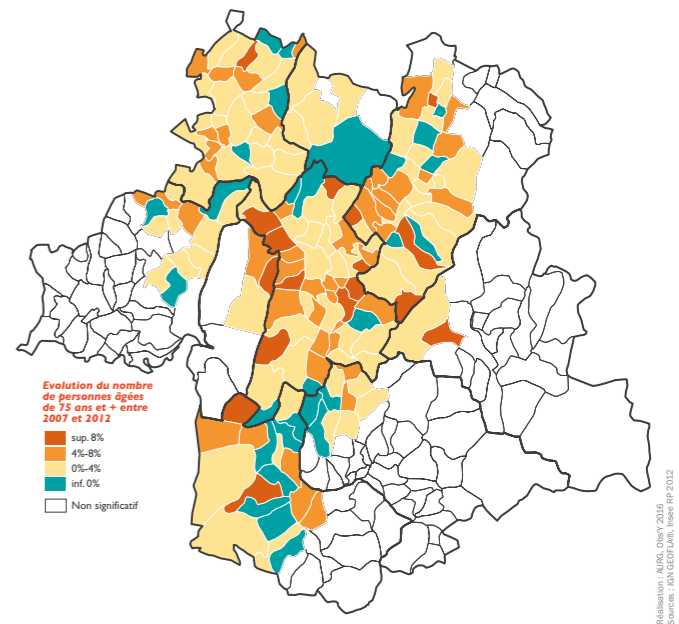 Evolution du nombre
de personnes âgées
de 75 ans et + entre
2007 et 2012
sup. 8%
4%-8%
0%-4%
inf. 0%
Non significatif
Réalisation : AURG, Obs'Y 2016
Sources : IGN GEOFLA®, Insee RP 2012